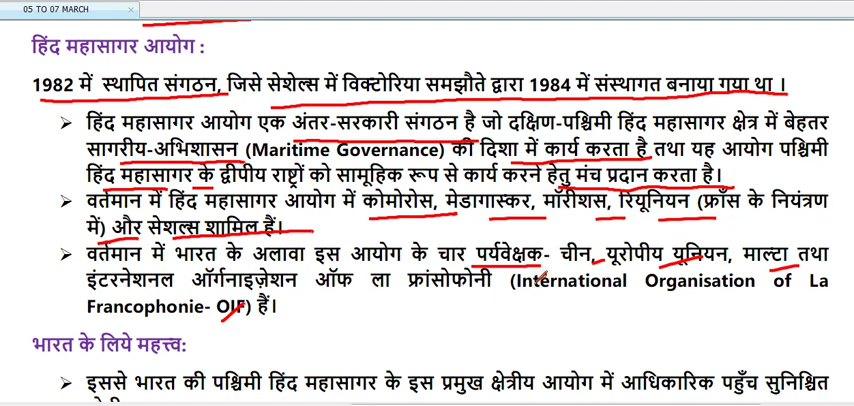 05 TO 07 MARCH
हिंद महासागर आयोग :
1982 में स्थापित संगठन, जिसे सेशेल्स में विक्टोरिया समझौते द्वारा 1984 में संस्थागत बनाया गया था ।
➢ हिंद महासागर आयोग एक अंतर-सरकारी संगठन है जो दक्षिण-पश्चिमी हिंद महासागर क्षेत्र में बेहतर
सागरीय-अभिशासन (Maritime Governance) की दिशा में कार्य करता है तथा यह आयोग पश्चिमी
हिंद महासागर के द्वीपीय राष्ट्रों को सामूहिक रूप से कार्य करने हेतु मंच प्रदान करता है।
➢ वर्तमान में हिंद महासागर आयोग में कोमोरोस, मेडागास्कर, मॉरीशस, रियूनियन (फ्राँस के नियंत्रण
में) और सेशल्स शामिल हैं।
➢ वर्तमान में भारत के अलावा इस आयोग के चार पर्यवेक्षक- चीन, यूरोपीय यूनियन, माल्टा तथा
इंटरनेशनल ऑर्गनाइज़ेशन ऑफ ला फ्रांसोफोनी (International Organisation of La
Francophonie- OIF) हैं।
भारत के लिये महत्त्व:
➢ इससे भारत की पश्चिमी हिंद महासागर के इस प्रमुख क्षेत्रीय आयोग में आधिकारिक पहुँच सुनिश्चित